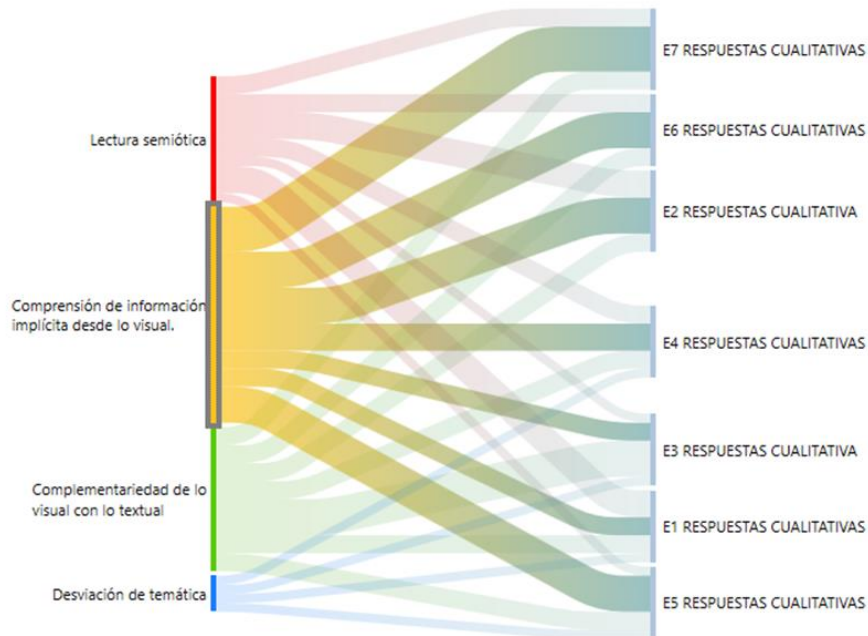 Lectura semiótica
Comprensión de información
implícita desde lo visual.
Complementariedad de lo
visual con lo textual
Desviación de temática
E7 RESPUESTAS CUALITATIVAS
E6 RESPUESTAS CUALITATIVAS
E2 RESPUESTAS CUALITATIVA
E4 RESPUESTAS CUALITATIVAS
E3 RESPUESTAS CUALITATIVA
E1 RESPUESTAS CUALITATIVAS
E5 RESPUESTAS CUALITATIVAS